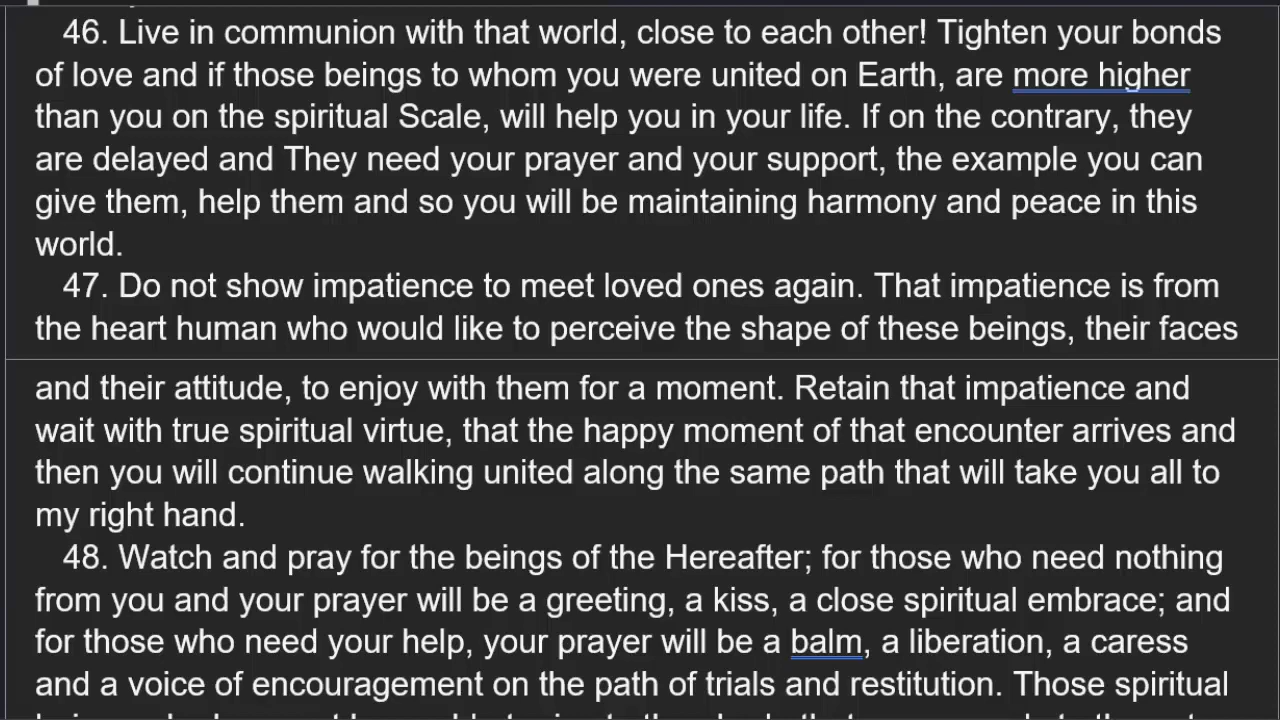 46. Live in communion with that world, close to each other! Tighten your bonds
of love and if those beings to whom you were united on Earth, are more higher
than you on the spiritual Scale, will help you in your life. If on the contrary, they
are delayed and They need your prayer and your support, the example you can
give them, help them and so you will be maintaining harmony and peace in this
world.
47. Do not show impatience to meet loved ones again. That impatience is from
the heart human who would like to perceive the shape of these beings, their faces
and their attitude, to enjoy with them for a moment. Retain that impatience and
wait with true spiritual virtue, that the happy moment of that encounter arrives and
then you will continue walking united along the same path that will take you all to
my right hand.
48. Watch and pray for the beings of the Hereafter; for those who need nothing
from you and your prayer will be a greeting, a kiss, a close spiritual embrace; and
for those who need your help, your prayer will be a balm, a liberation, a caress
and a voice of encouragement on the path of trials and restitution. Those spiritual